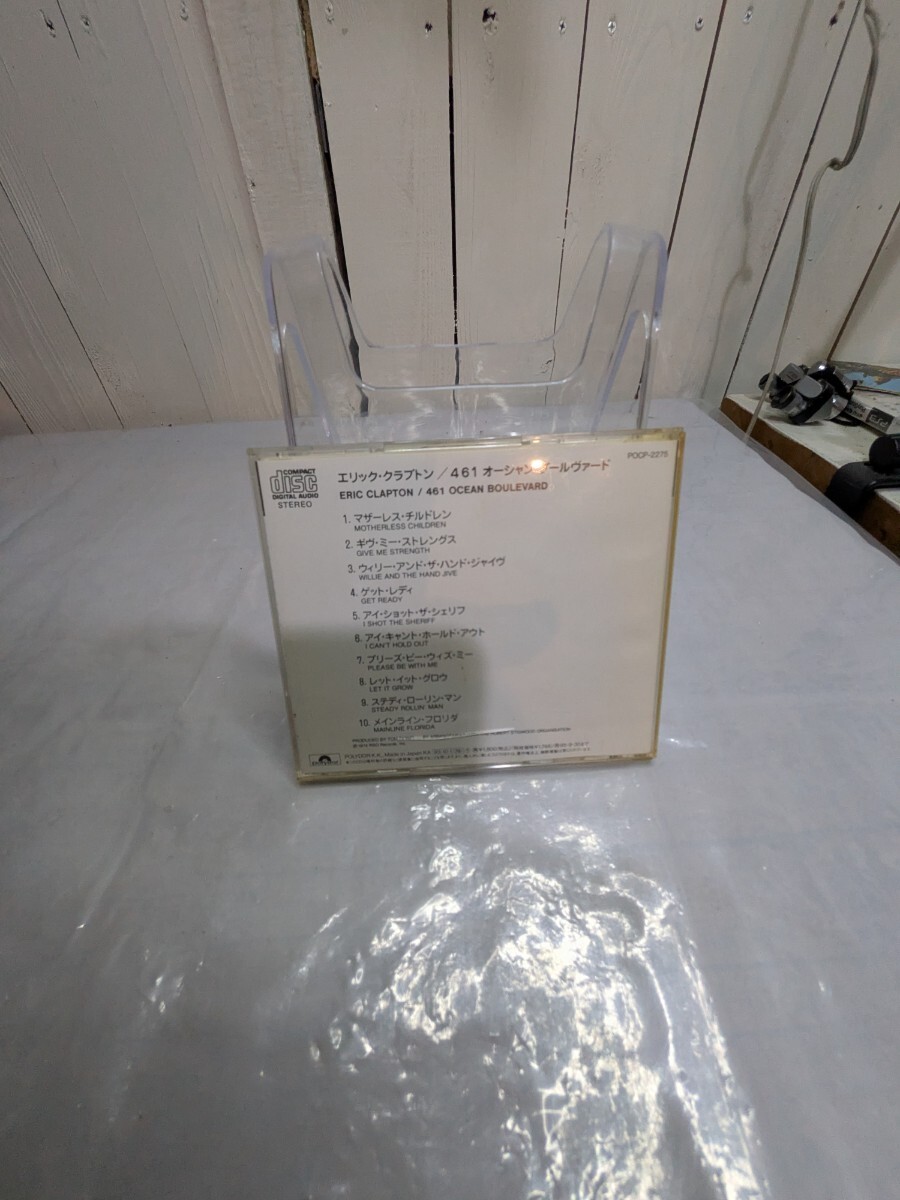 COMPACT
disc
DIGITAL AUDIO
STEREO
エリック・クラプトン／461 オーシャン・ブールヴァード
POCP-2275
ERIC CLAPTON / 461 OCEAN BOULEVARD
1. マザーレス・チルドレン
MOTHERLESS CHILDREN
2. ギヴ・ミー・ストレングス
GIVE ME STRENGTH
3. ウィリー・アンド・ザ・ハンド・ジャイヴ
WILLIE AND THE HAND JIVE
4. ゲット・レディ
GET READY
5. アイ・ショット・ザ・シェリフ
I SHOT THE SHERIFF
6. アイ・キャント・ホールド・アウト
I CAN'T HOLD OUT
7. プリーズ・ビー・ウィズ・ミー
PLEASE BE WITH ME
8. レット・イット・グロウ
LET IT GROW
9. ステディ・ローリン・マン
STEADY ROLLIN' MAN
10. メインライン・フロリダ
MAINLINE FLORIDA
PRODUCED BY
STIGWOOD ORGANISATION
POLYDOR K.K. Made in Japan